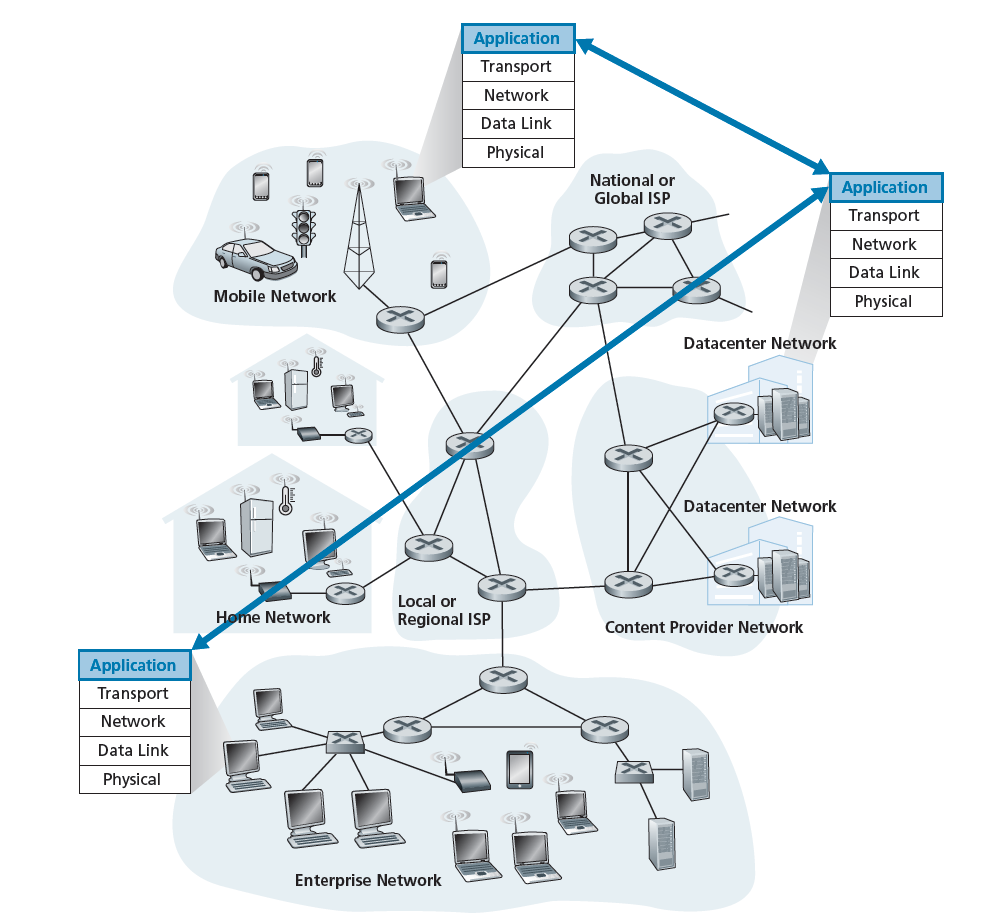 Application
Transport
Network
Data Link
Physical
National or
Global ISP
Application
Transport
Network
Data Link
Physical
Mobile Network
Datacenter Network
Datacenter Network
Home Network
Local or
Regional ISP
Content Provider Network
Application
Transport
Network
Data Link
Physical
Enterprise Network